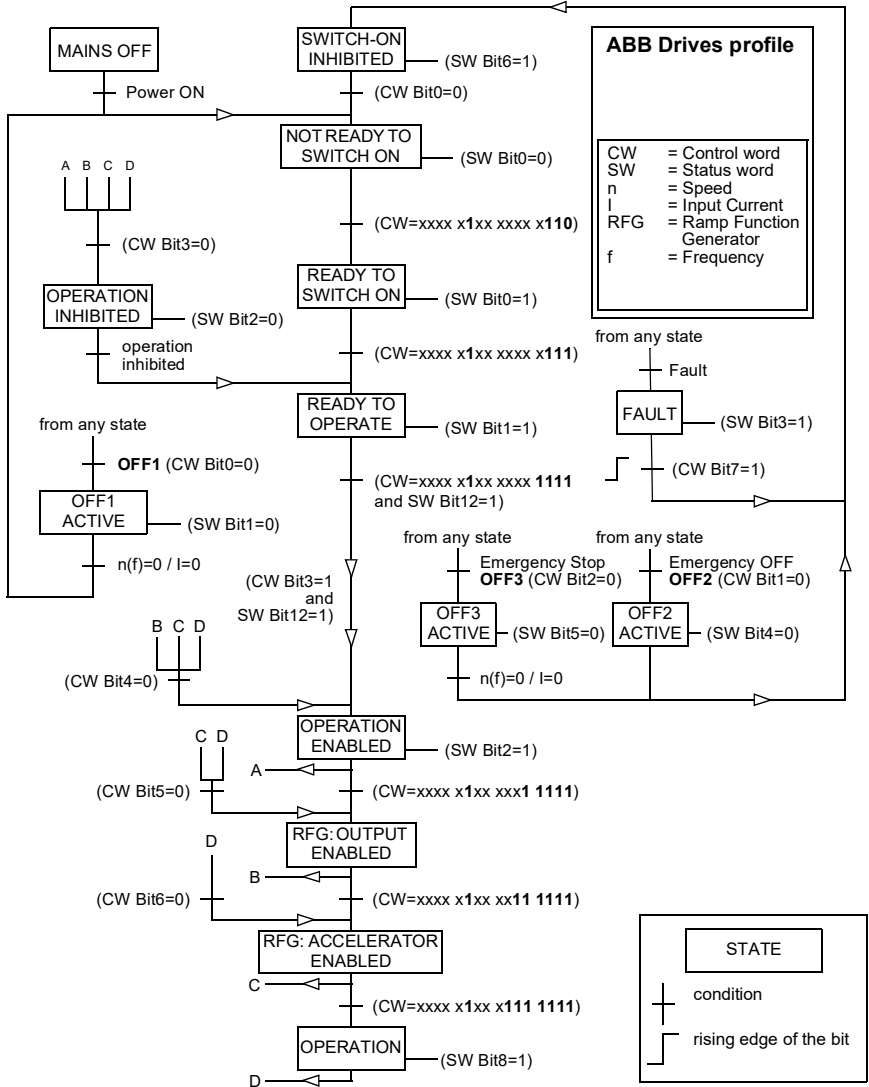 MAINS OFF
Power ON
SWITCH-ON
INHIBITED
(SW Bit6=1)
(CW Bit0=0)
NOT READY TO
SWITCH ON
(SW Bit0=0)
A B C D
(CW Bit3=0)
OPERATION
INHIBITED
(SW Bit2=0)
operation
inhibited
(CW=xxxx x1xx xxxx x110)
READY TO
SWITCH ON
(SW Bit0=1)
(CW=xxxx x1xx xxxx x111)
READY TO
OPERATE
(SW Bit1=1)
(CW=xxxx x1xx xxxx 1111
and SW Bit12=1)
ABB Drives profile
CW = Control word
SW = Status word
n = Speed
I = Input Current
RFG = Ramp Function
Generator
f = Frequency
from any state
Fault
FAULT
(SW Bit3=1)
(CW Bit7=1)
from any state
OFF1 (CW Bit0=0)
OFF1
ACTIVE
(SW Bit1=0)
n(f)=0 / I=0
(CW Bit3=1
and
SW Bit12=1)
from any state
Emergency Stop
OFF3 (CW Bit2=0)
OFF3
ACTIVE
(SW Bit5=0)
n(f)=0 / I=0
from any state
Emergency OFF
OFF2 (CW Bit1=0)
OFF2
ACTIVE
(SW Bit4=0)
B C D
(CW Bit4=0)
OPERATION
ENABLED
(SW Bit2=1)
A
C D
(CW Bit5=0)
(CW=xxxx x1xx xxx1 1111)
RFG: OUTPUT
ENABLED
B
D
(CW Bit6=0)
(CW=xxxx x1xx xx11 1111)
RFG: ACCELERATOR
ENABLED
C
(CW=xxxx x1xx x111 1111)
OPERATION
(SW Bit8=1)
D
STATE
condition
rising edge of the bit